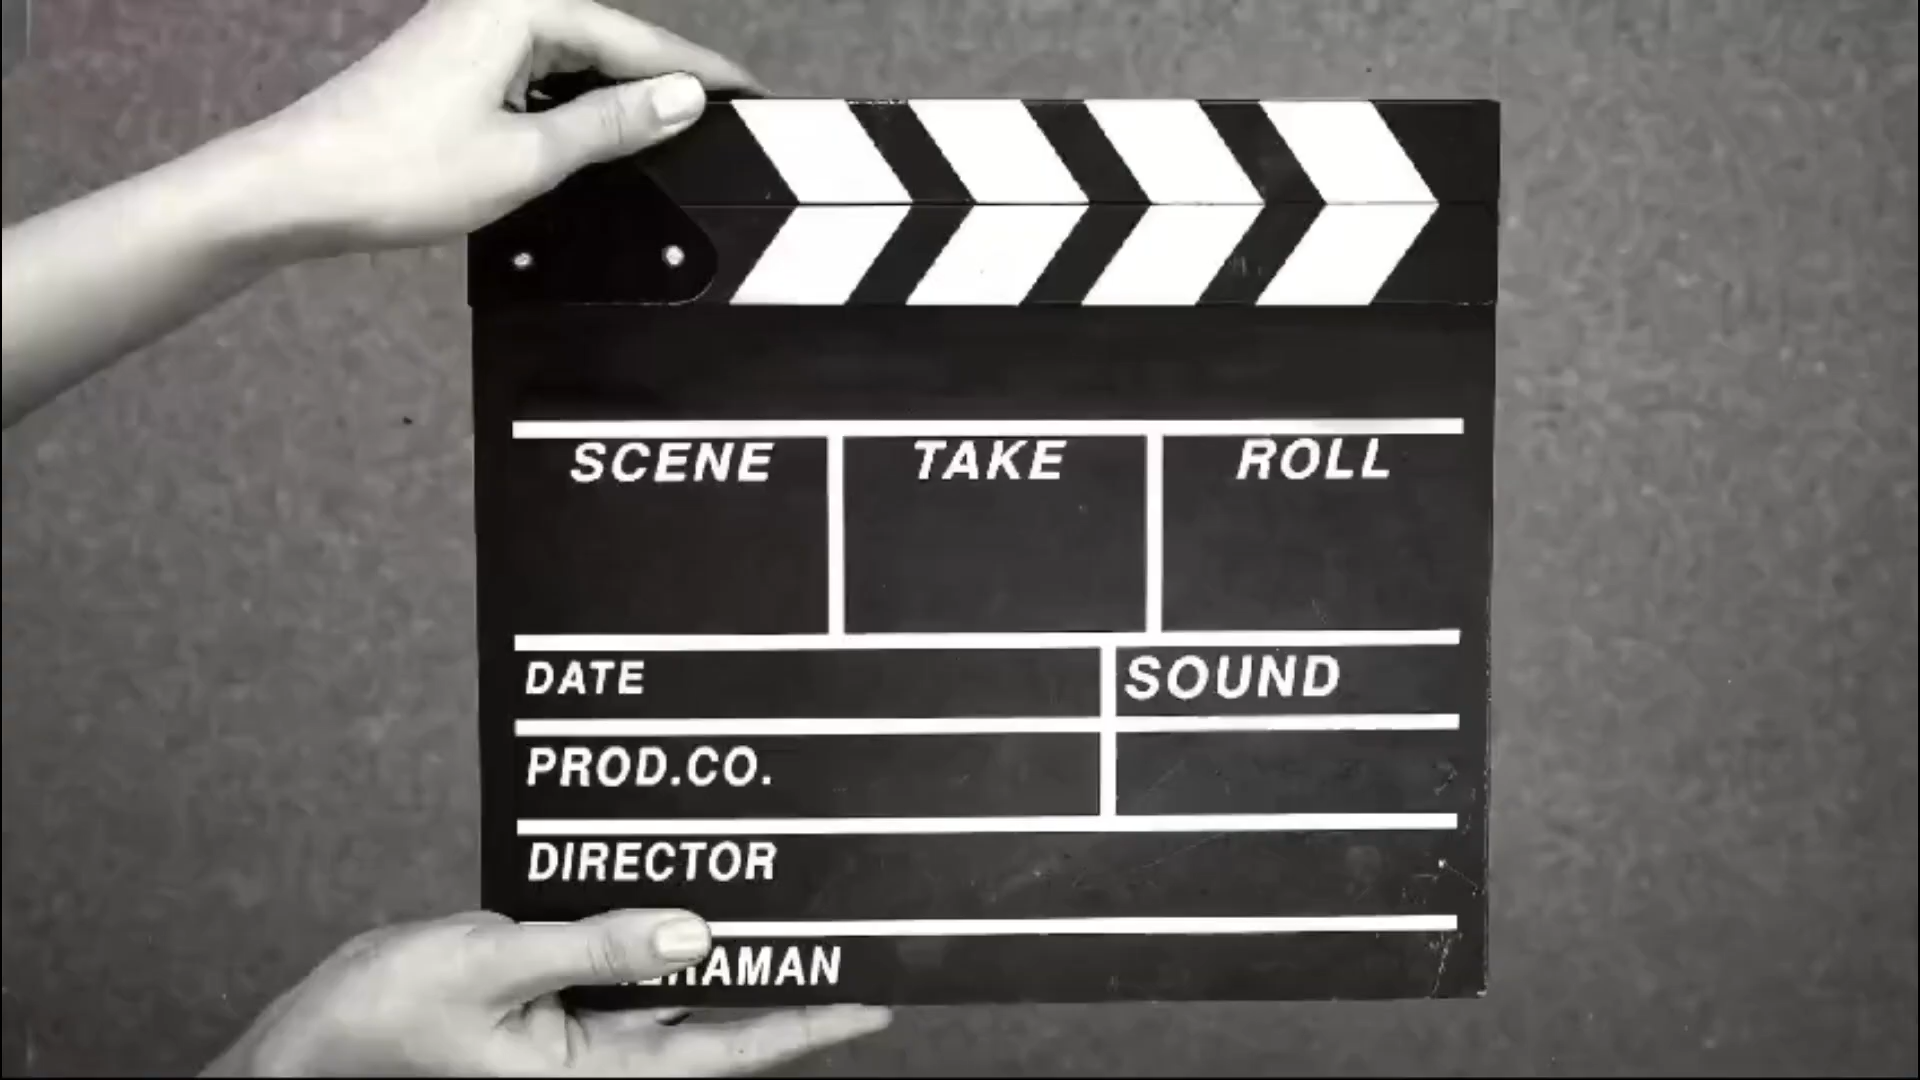 SCENE TAKE ROLL
DATE SOUND
PROD.CO.
DIRECTOR